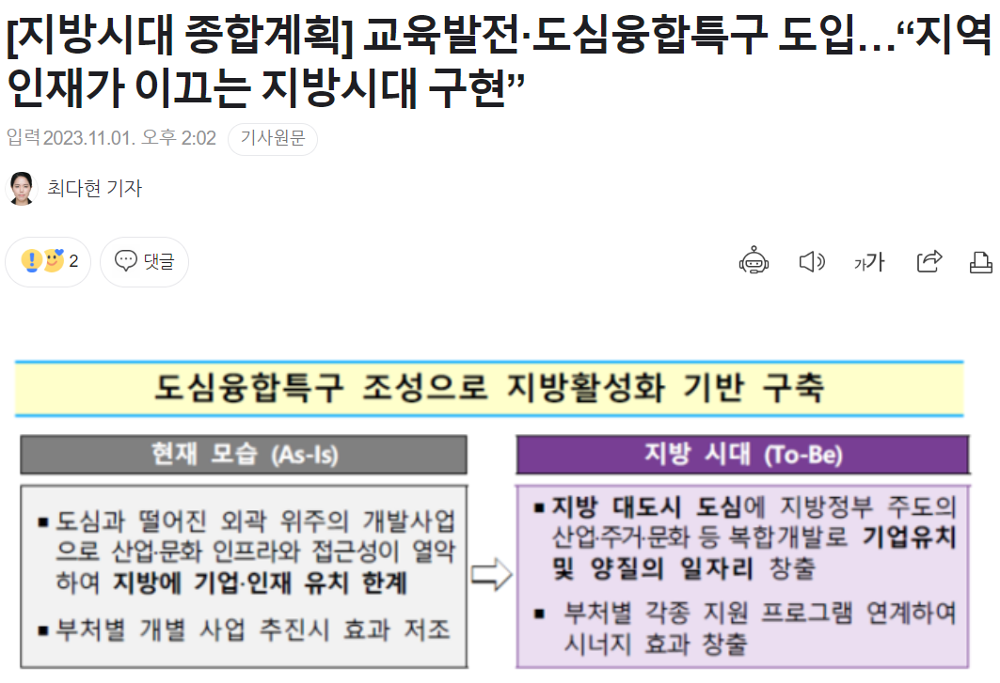 [지방시대 종합계획] 교육발전·도심융합특구 도입…“지역
인재가 이끄는 지방시대 구현”
입력 2023.11.01. 오후 2:02 기사원문
최다현 기자
2 댓글
가가
도심융합특구 조성으로 지방활성화 기반 구축
현재 모습 (As-Is)
▪ 도심과 떨어진 외곽 위주의 개발사업
으로 산업·문화 인프라와 접근성이 열악
하여 지방에 기업·인재 유치 한계
▪ 부처별 개별 사업 추진시 효과 저조
지방 시대 (To-Be)
▪ 지방 대도시 도심에 지방정부 주도의
산업·주거·문화 등 복합개발로 기업유치
및 양질의 일자리 창출
▪ 부처별 각종 지원 프로그램 연계하여
시너지 효과 창출